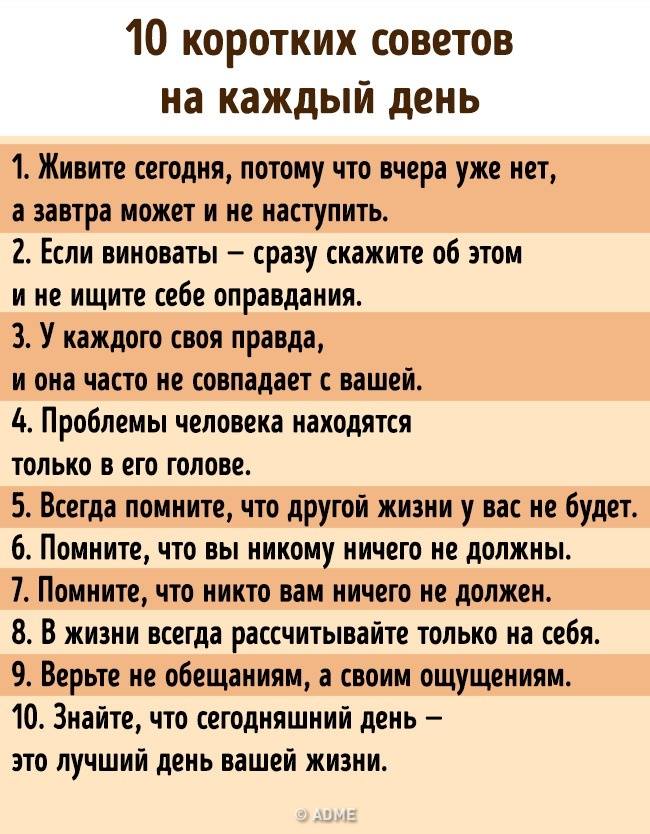 10 коротких советов
на каждый день
1. Живите сегодня, потому что вчера уже нет,
а завтра может и не наступить.
2. Если виноваты – сразу скажите об этом
и не ищите себе оправдания.
3. У каждого своя правда,
и она часто не совпадает с вашей.
4. Проблемы человека находятся
только в его голове.
5. Всегда помните, что другой жизни у вас не будет.
6. Помните, что вы никому ничего не должны.
7. Помните, что никто вам ничего не должен.
8. В жизни всегда рассчитывайте только на себя.
9. Верьте не обещаниям, а своим ощущениям.
10. Знайте, что сегодняшний день –
это лучший день вашей жизни.
© ADME